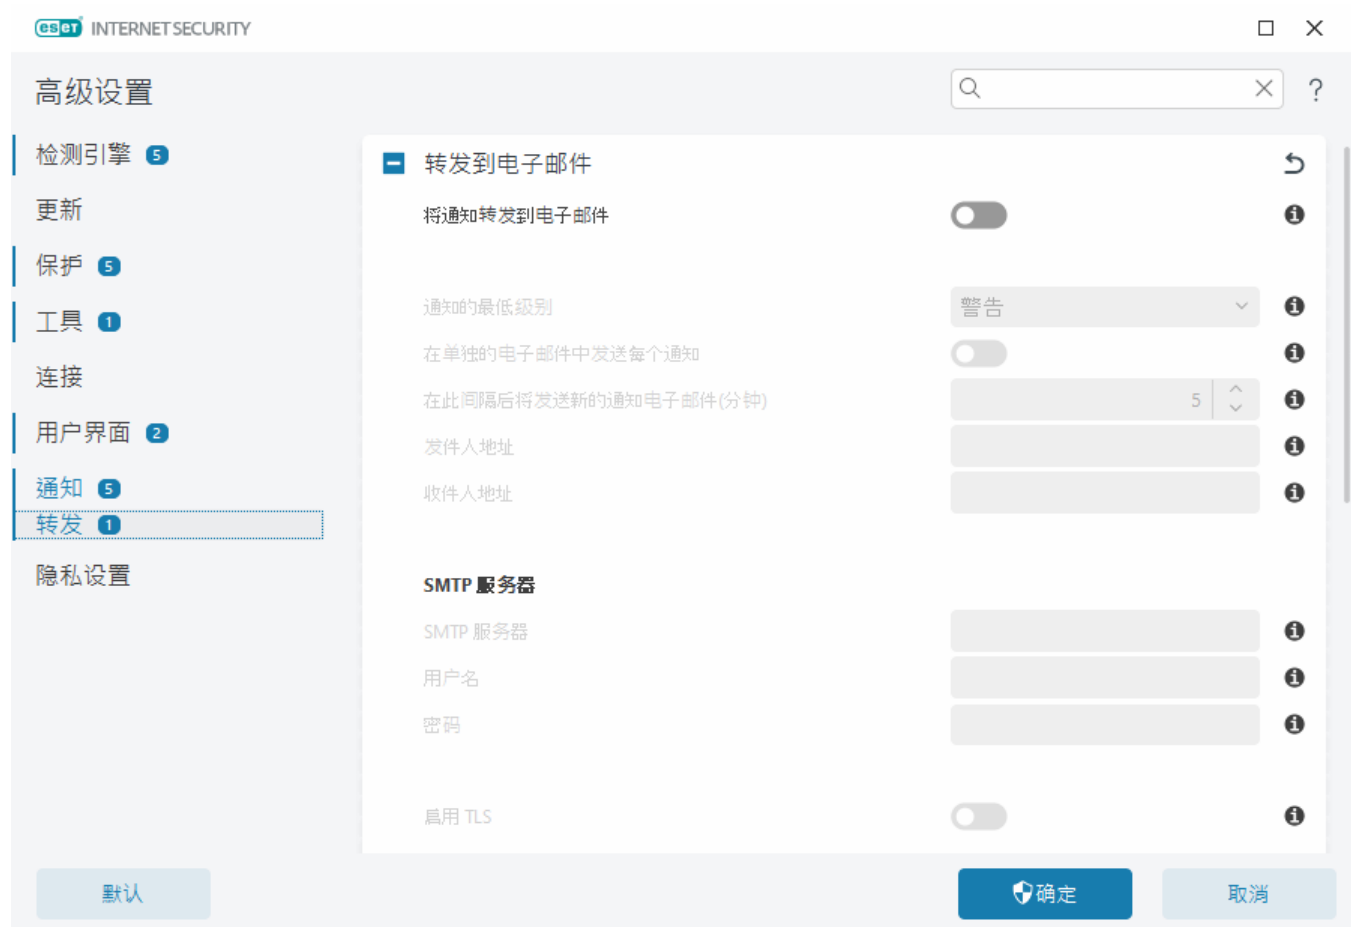 eset INTERNET SECURITY
高级设置
?
检测引擎 5
更新
保护 5
工具 1
连接
用户界面 2
通知 5
转发 1
隐私设置
转发到电子邮件
将通知转发到电子邮件
通知的最低级别 警告
在单独的电子邮件中发送每个通知
在此间隔后将发送新的通知电子邮件(分钟) 5
发件人地址
收件人地址
SMTP 服务器
SMTP 服务器
用户名
密码
启用 TLS
默认
确定
取消